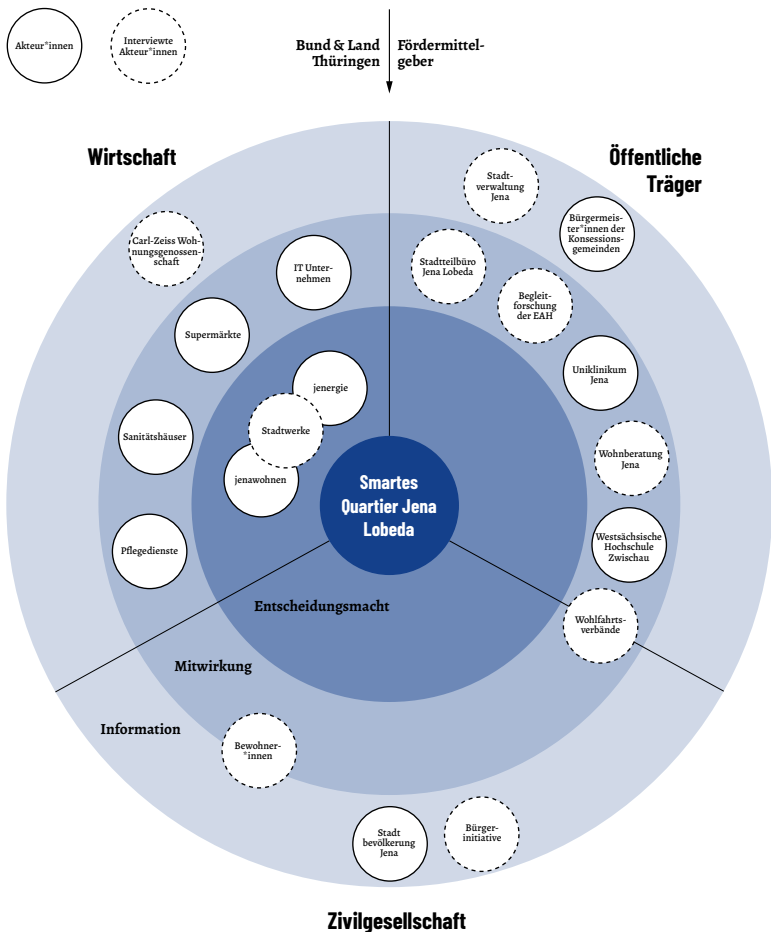 Akteur*innen
Interviewte
Akteur*innen
Bund & Land
Thüringen
Fördermittel-
geber
Wirtschaft
Öffentliche
Träger
Stadt-
verwaltung
Jena
Bürgermeis-
ter*innen der
Konsessions-
gemeinden
Carl-Zeiss Woh-
nungsgenossen-
schaft
IT Unter-
nehmen
Stadtteilbüro
Jena Lobeda
Begleit-
forschung
der EAH
Supermärkte
Uniklinikum
Jena
jenergie
Stadtwerke
jenawohnen
Sanitätshäuser
Wohnberatung
Jena
Smartes
Quartier Jena
Lobeda
Pflegedienste
Westsächsische
Hochschule
Zwischau
Entscheidungsmacht
Wohlfahrts-
verbände
Mitwirkung
Information
Bewohner-
*innen
Stadt
bevölkerung
Jena
Bürger-
initiative
Zivilgesellschaft